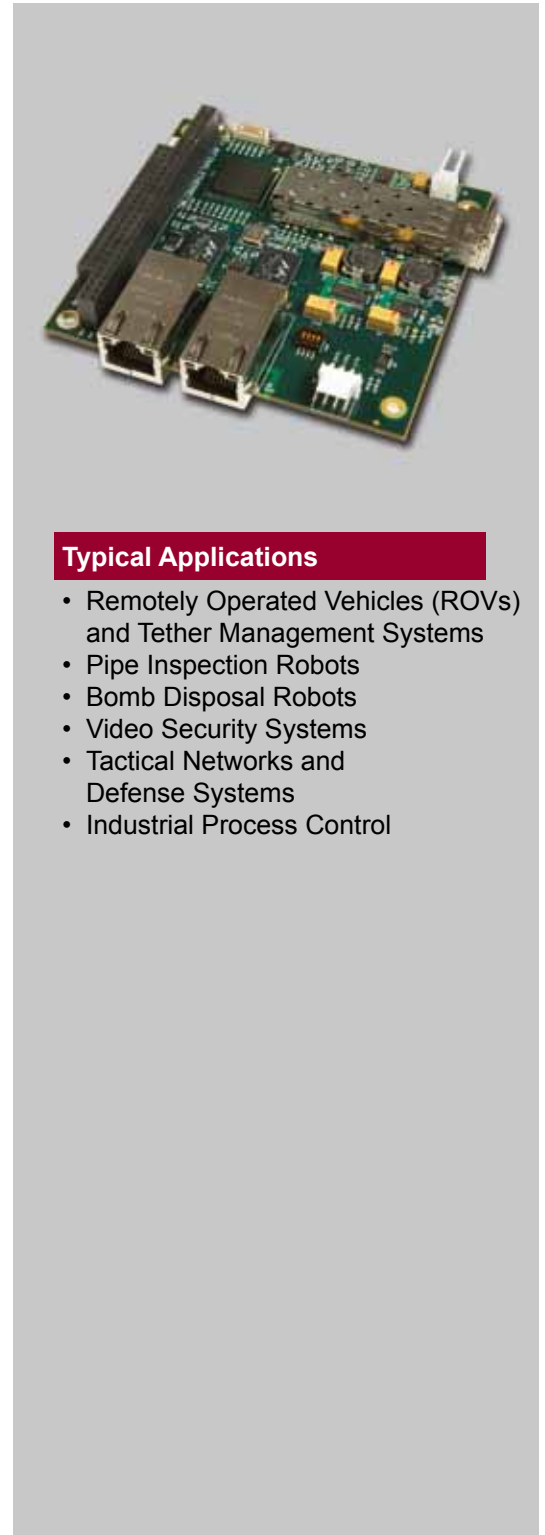 Typical Applications
• Remotely Operated Vehicles (ROVs)
and Tether Management Systems
• Pipe Inspection Robots
• Bomb Disposal Robots
• Video Security Systems
• Tactical Networks and
Defense Systems
• Industrial Process Control